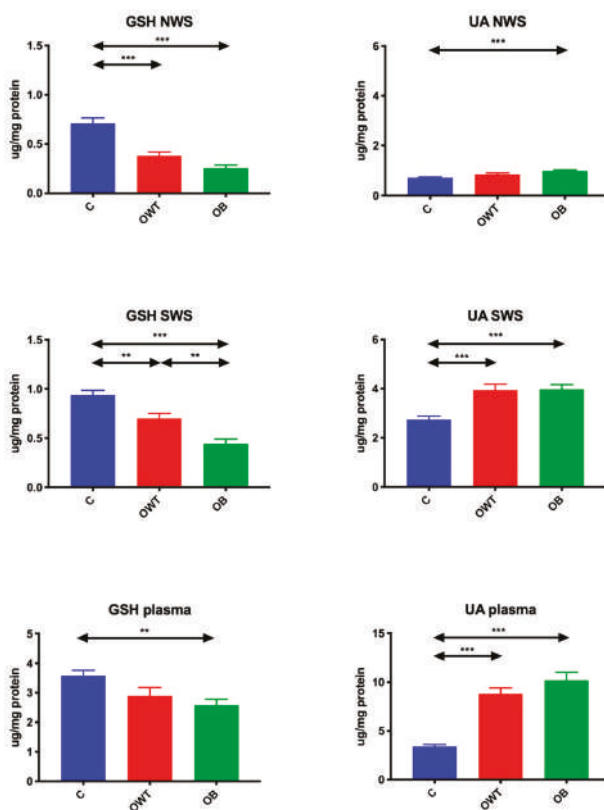 GSH NWS
***
***
ug/mg protein
1.5
1.0
0.5
0.0
C
OWT
OB
UA NWS
***
ug/mg protein
6
4
2
0
C
OWT
OB
GSH SWS
***
**
**
ug/mg protein
1.5
1.0
0.5
0.0
C
OWT
OB
UA SWS
***
***
ug/mg protein
6
4
2
0
C
OWT
OB
GSH plasma
**
ug/mg protein
5
4
3
2
1
0
C
OWT
OB
UA plasma
***
***
ug/mg protein
15
10
5
0
C
OWT
OB